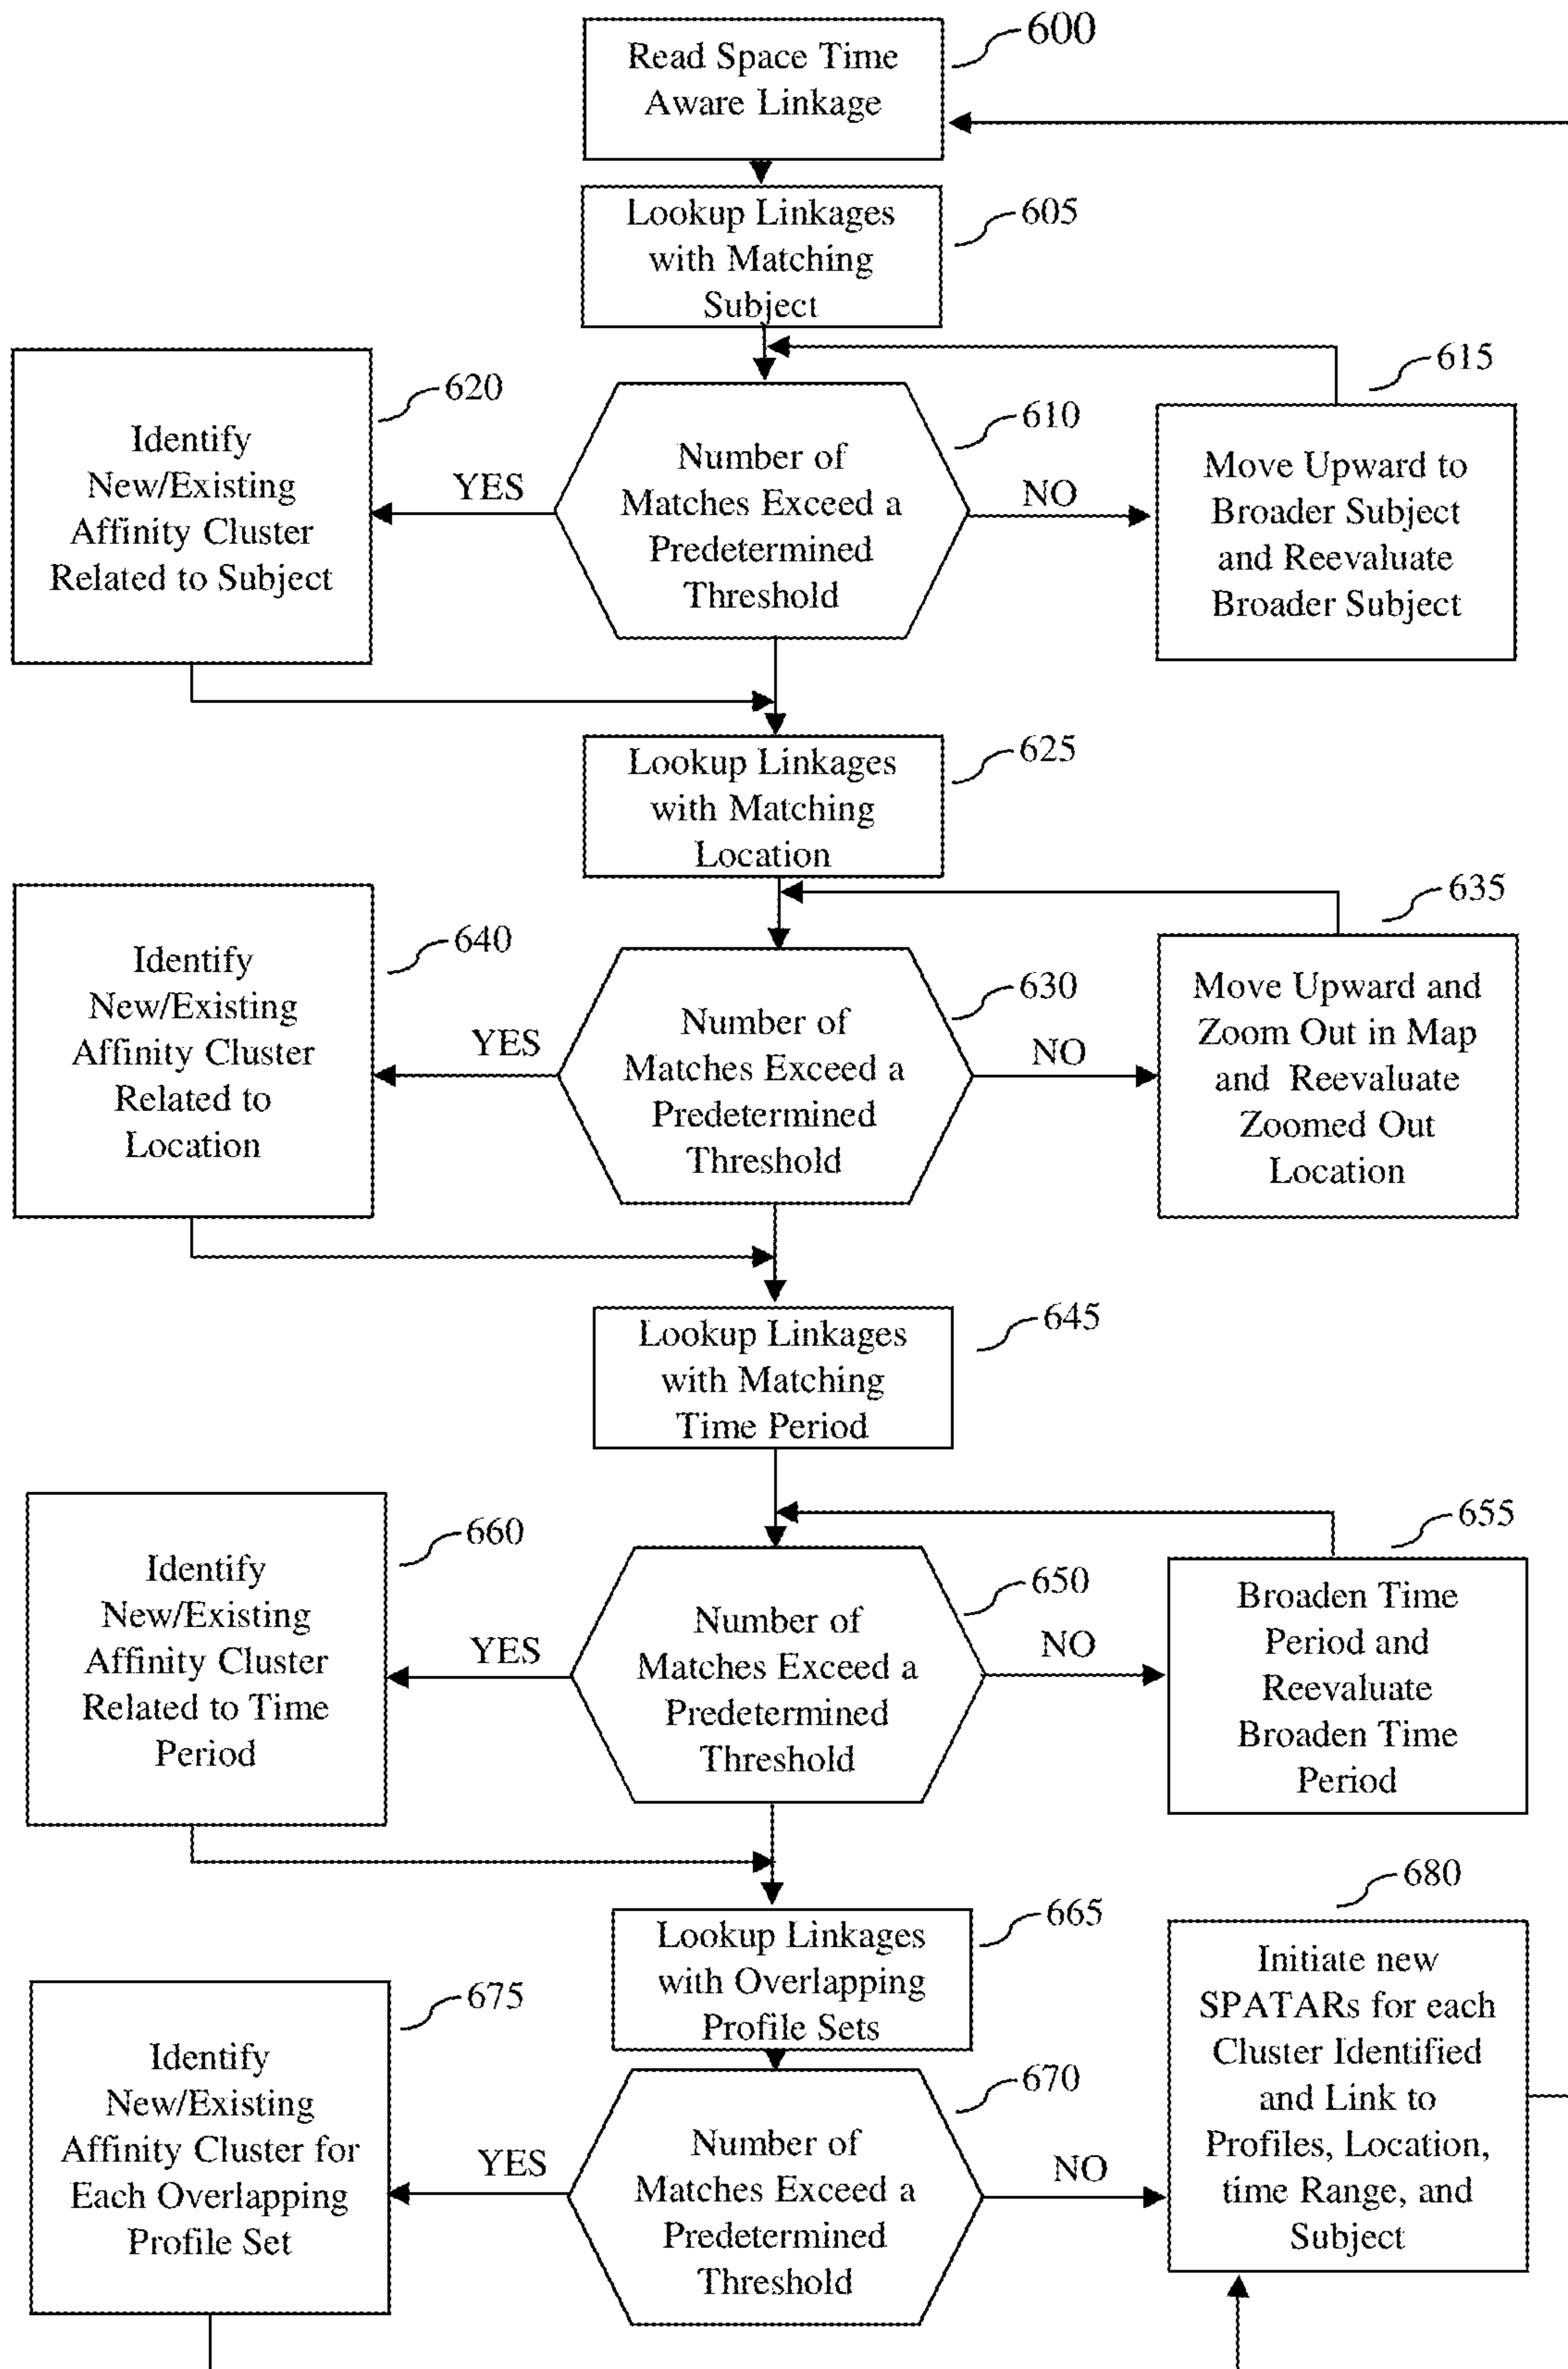 600
Read Space Time
Aware Linkage
605
Lookup Linkages
with Matching
Subject
620
Identify
New/Existing
Affinity Cluster
Related to Subject
YES
610
Number of
Matches Exceed a
Predetermined
Threshold
NO
615
Move Upward to
Broader Subject
and Reevaluate
Broader Subject
625
Lookup Linkages
with Matching
Location
640
Identify
New/Existing
Affinity Cluster
Related to
Location
YES
630
Number of
Matches Exceed a
Predetermined
Threshold
NO
635
Move Upward and
Zoom Out in Map
and Reevaluate
Zoomed Out
Location
645
Lookup Linkages
with Matching
Time Period
660
Identify
New/Existing
Affinity Cluster
Related to Time
Period
YES
650
Number of
Matches Exceed a
Predetermined
Threshold
NO
655
Broaden Time
Period and
Reevaluate
Broaden Time
Period
665
Lookup Linkages
with Overlapping
Profile Sets
675
Identify
New/Existing
Affinity Cluster for
Each Overlapping
Profile Set
YES
670
Number of
Matches Exceed a
Predetermined
Threshold
NO
680
Initiate new
SPATARs for each
Cluster Identified
and Link to
Profiles, Location,
time Range, and
Subject